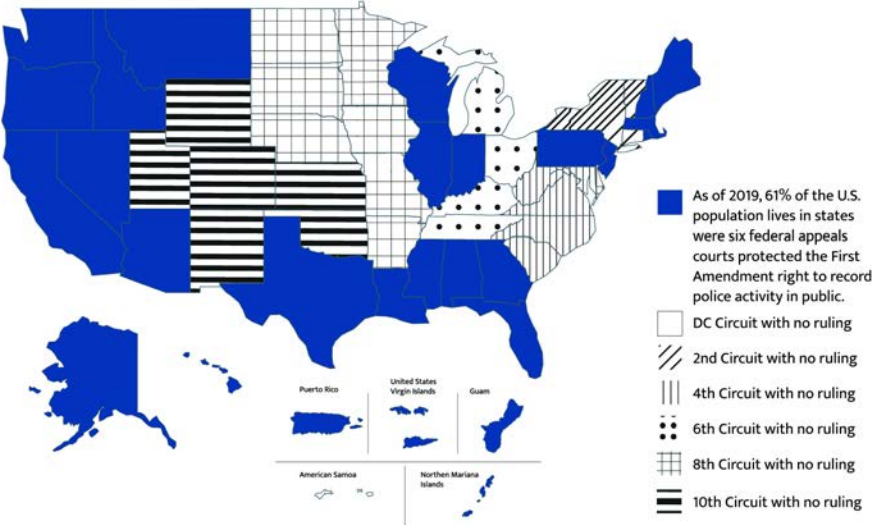 As of 2019, 61% of the U.S.
population lives in states
were six federal appeals
courts protected the First
Amendment right to record
police activity in public.
DC Circuit with no ruling
2nd Circuit with no ruling
4th Circuit with no ruling
6th Circuit with no ruling
8th Circuit with no ruling
10th Circuit with no ruling
Puerto Rico
United States
Virgin Islands
Guam
American Samoa
Northen Mariana
Islands